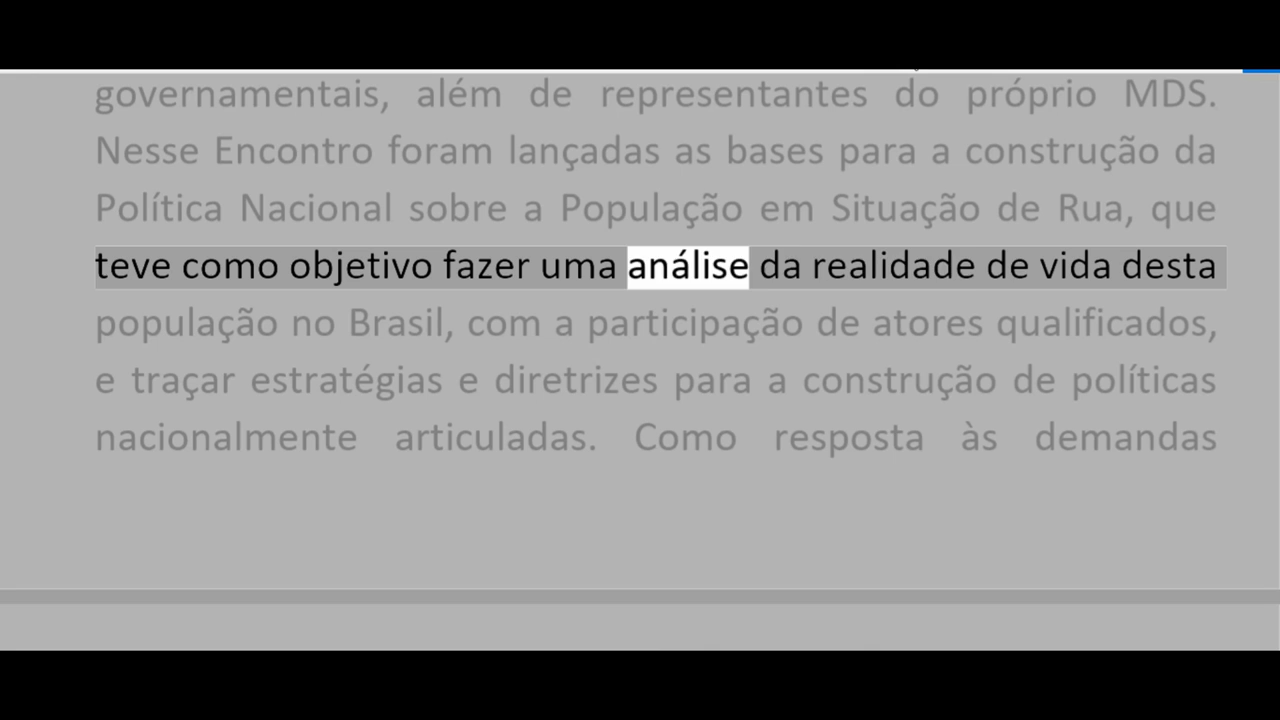 governamentais, além de representantes do próprio MDS.
Nesse Encontro foram lançadas as bases para a construção da
Política Nacional sobre a População em Situação de Rua, que
teve como objetivo fazer uma análise da realidade de vida desta
população no Brasil, com a participação de atores qualificados,
e traçar estratégias e diretrizes para a construção de políticas
nacionalmente articuladas. Como resposta às demandas